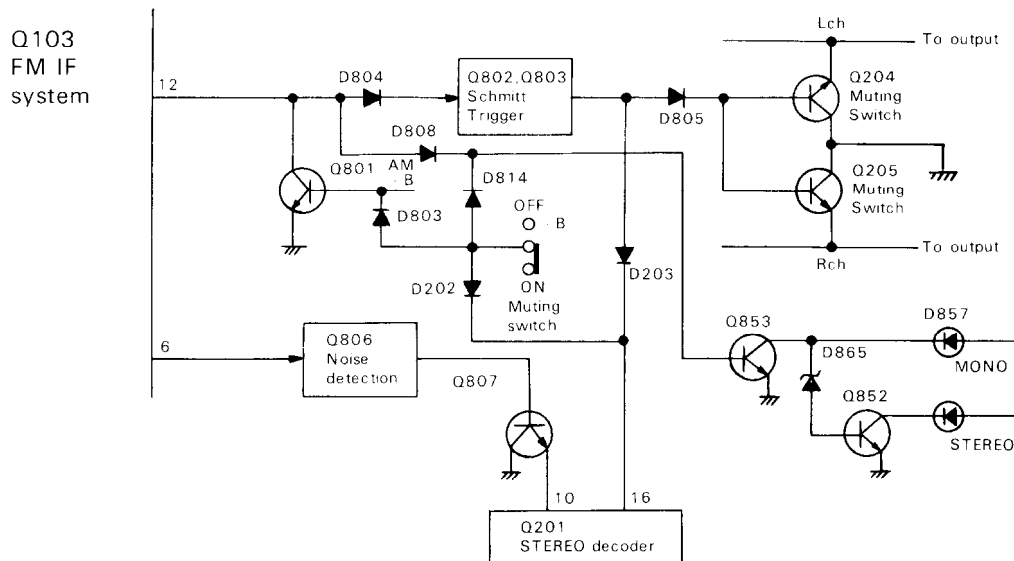 Q103
FM IF
system
12
D804
Q802, Q803
Schmitt
Trigger
D805
Lch
To output
Q204
Muting
Switch
Q205
Muting
Switch
To output
Rch
D808
Q801
AM
B
D814
D803
OFF
B
D202
ON
Muting
switch
D203
6
Q806
Noise
detection
Q807
Q853
D865
D857
MONO
Q852
STEREO
10
16
Q201
STEREO decoder